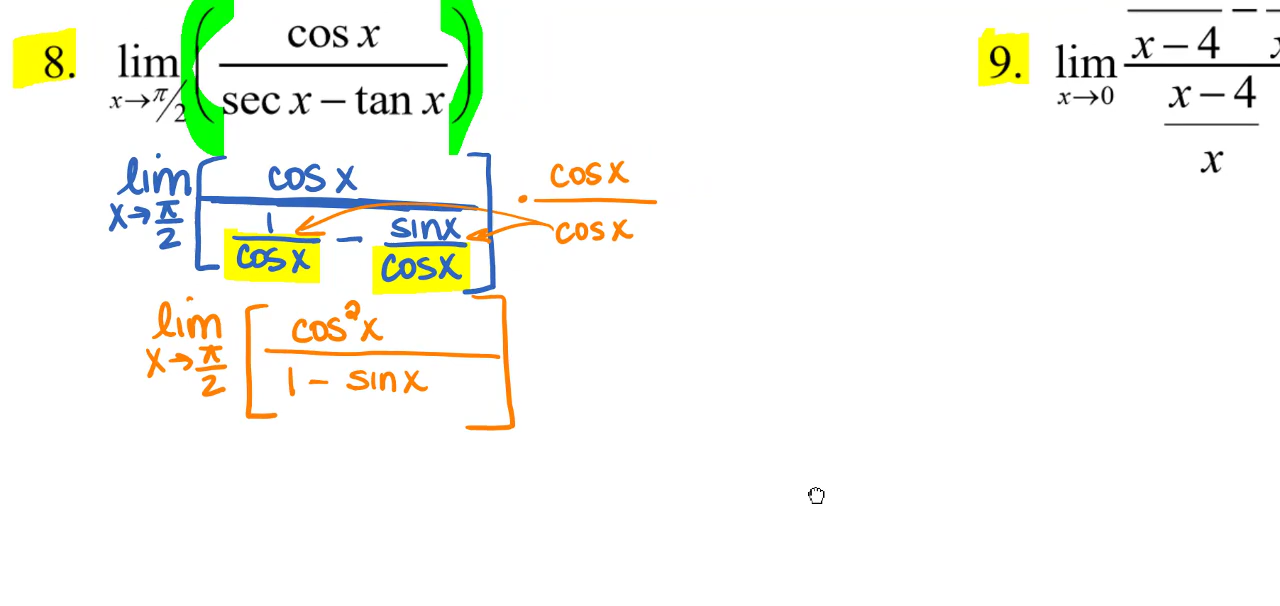 8. lim x→π/2 ( cos x / sec x − tan x )
lim x→π/2 [ cos x / 1/cos x − sin x/cos x ] · cos x / cos x
lim x→π/2 [ cos²x / 1 − sin x ]
9. lim x→0
x − 4 −
x − 4
x